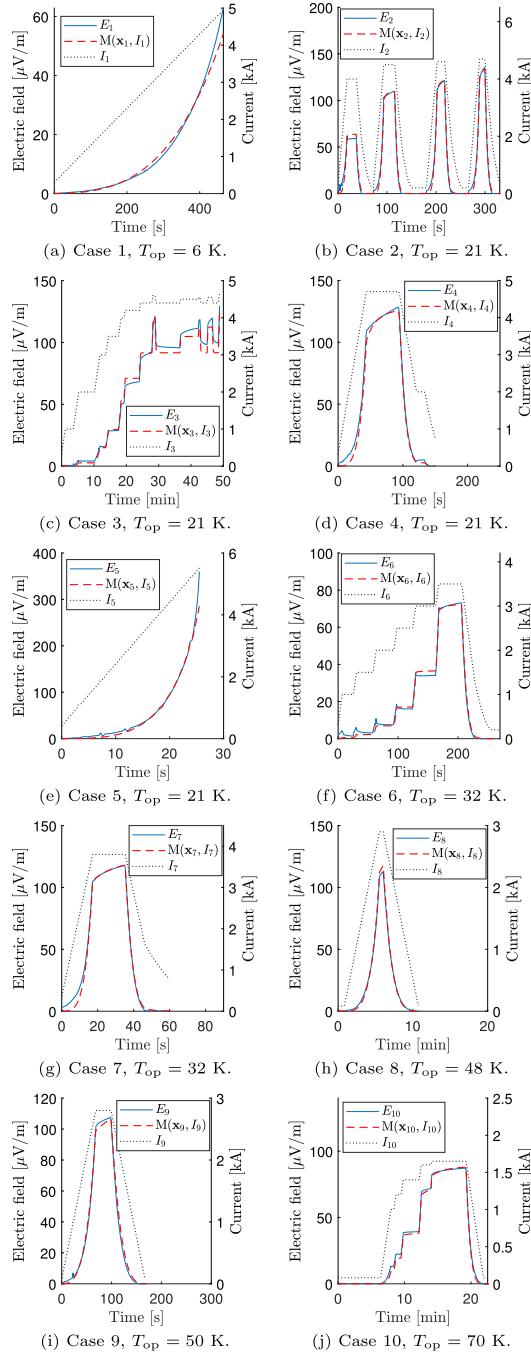 Electric field [µV/m]
60
40
20
0
E1
M(x1, I1)
I1
5
4
3
2
1
0
Current [kA]
0 200 400
Time [s]
(a) Case 1, Top = 6 K.
Electric field [µV/m]
200
150
100
50
0
E2
M(x2, I2)
I2
6
4
2
0
Current [kA]
0 100 200 300
Time [s]
(b) Case 2, Top = 21 K.
Electric field [µV/m]
150
100
50
0
E3
M(x3, I3)
I3
5
4
3
2
1
0
Current [kA]
0 10 20 30 40 50
Time [min]
(c) Case 3, Top = 21 K.
Electric field [µV/m]
150
100
50
0
E4
M(x4, I4)
I4
5
4
3
2
1
0
Current [kA]
0 100 200
Time [s]
(d) Case 4, Top = 21 K.
Electric field [µV/m]
400
300
200
100
0
E5
M(x5, I5)
I5
6
4
2
0
Current [kA]
0 10 20 30
Time [s]
(e) Case 5, Top = 21 K.
Electric field [µV/m]
100
80
60
40
20
0
E6
M(x6, I6)
I6
4
3
2
1
0
Current [kA]
0 100 200
Time [s]
(f) Case 6, Top = 32 K.
Electric field [µV/m]
150
100
50
0
E7
M(x7, I7)
I7
4
3
2
1
0
Current [kA]
0 20 40 60 80
Time [s]
(g) Case 7, Top = 32 K.
Electric field [µV/m]
150
100
50
0
E8
M(x8, I8)
I8
3
2
1
0
Current [kA]
0 10 20
Time [min]
(h) Case 8, Top = 48 K.
Electric field [µV/m]
120
100
80
60
40
20
0
E9
M(x9, I9)
I9
3
2
1
0
Current [kA]
0 100 200 300
Time [s]
(i) Case 9, Top = 50 K.
Electric field [µV/m]
150
100
50
0
E10
M(x10, I10)
I10
2.5
2
1.5
1
0.5
0
Current [kA]
0 10 20
Time [min]
(j) Case 10, Top = 70 K.